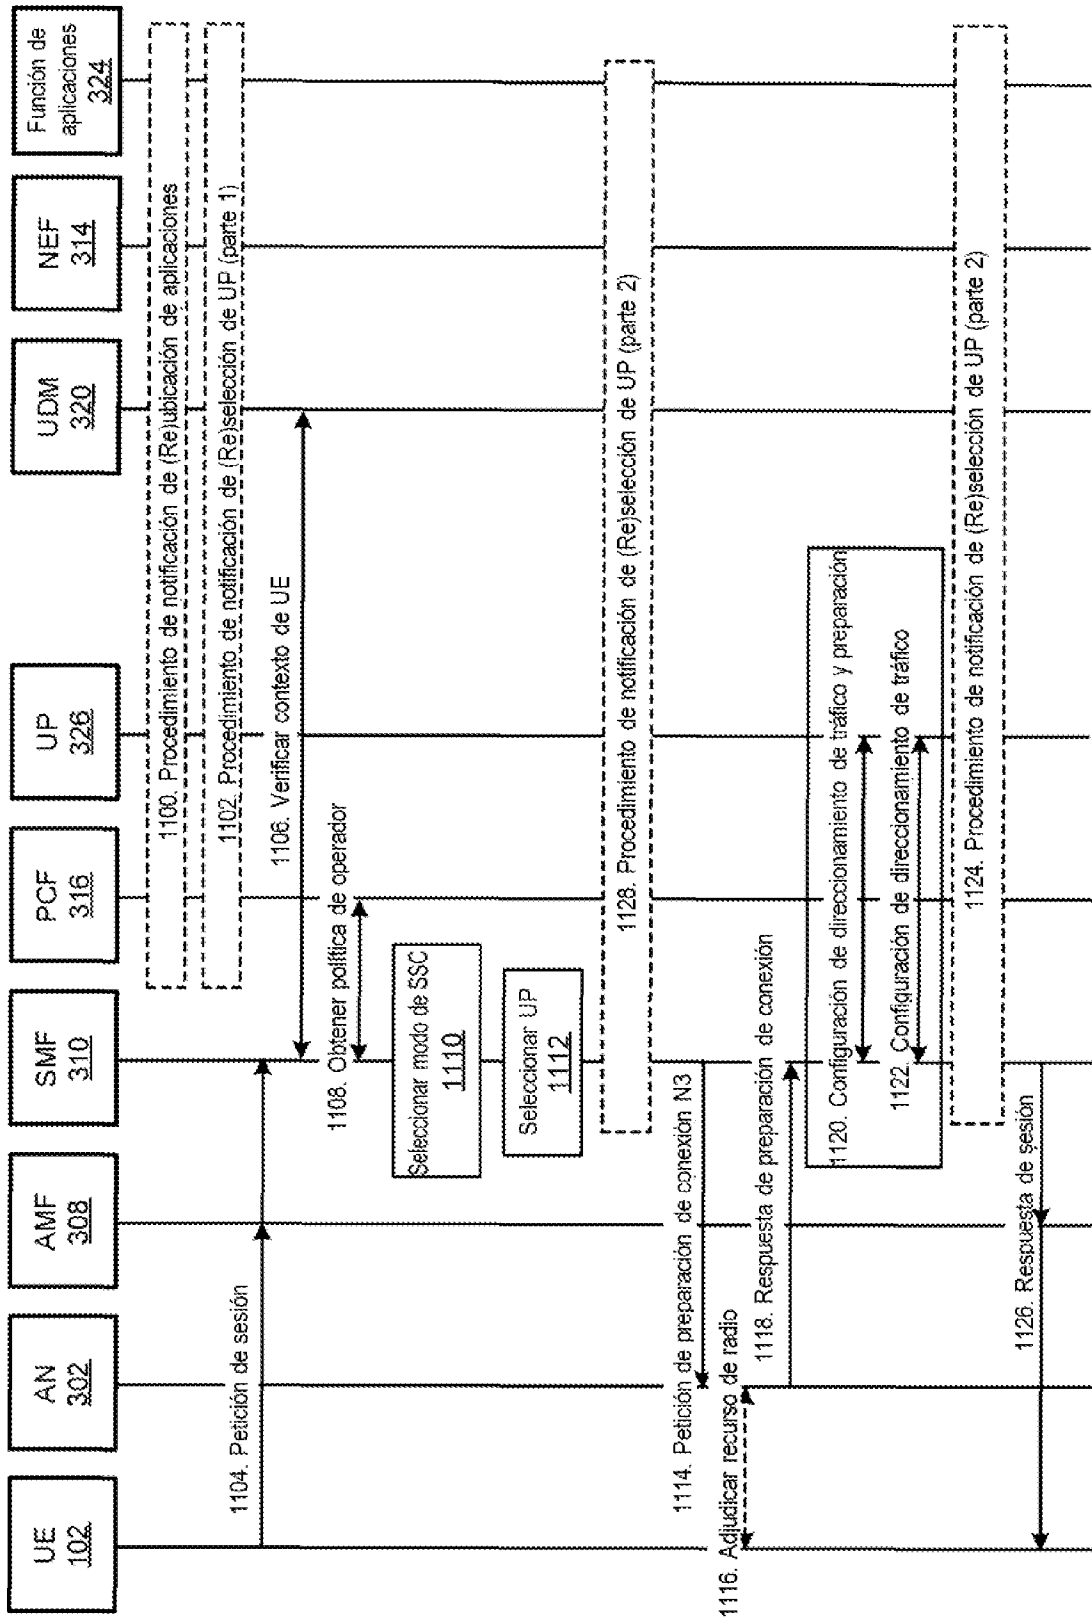 UE
102
AN
302
AMF
308
SMF
310
PCF
316
UP
326
UDM
320
NEF
314
Función de
aplicaciones
324
1100. Procedimiento de notificación de (Re)ubicación de aplicaciones
1102. Procedimiento de notificación de (Re)selección de UP (parte 1)
1104. Petición de sesión
1106. Verificar contexto de UE
1108. Obtener política de operador
Seleccionar modo de SSC
1110
Seleccionar UP
1112
1128. Procedimiento de notificación de (Re)selección de UP (parte 2)
1114. Petición de preparación de conexión N3
1116. Adjudicar recurso de radio
1118. Respuesta de preparación de conexión
1120. Configuración de direccionamiento de tráfico y preparación
1122. Configuración de direccionamiento de tráfico
1124. Procedimiento de notificación de (Re)selección de UP (parte 2)
1126. Respuesta de sesión